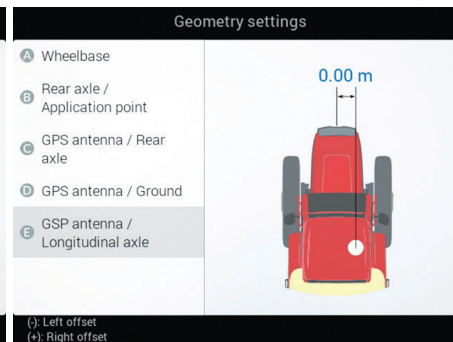 Geometry settings
A Wheelbase
0.00 m
B Rear axle /
Application point
C GPS antenna / Rear
axle
D GPS antenna / Ground
E GSP antenna /
Longitudinal axle
(-): Left offset
(+): Right offset